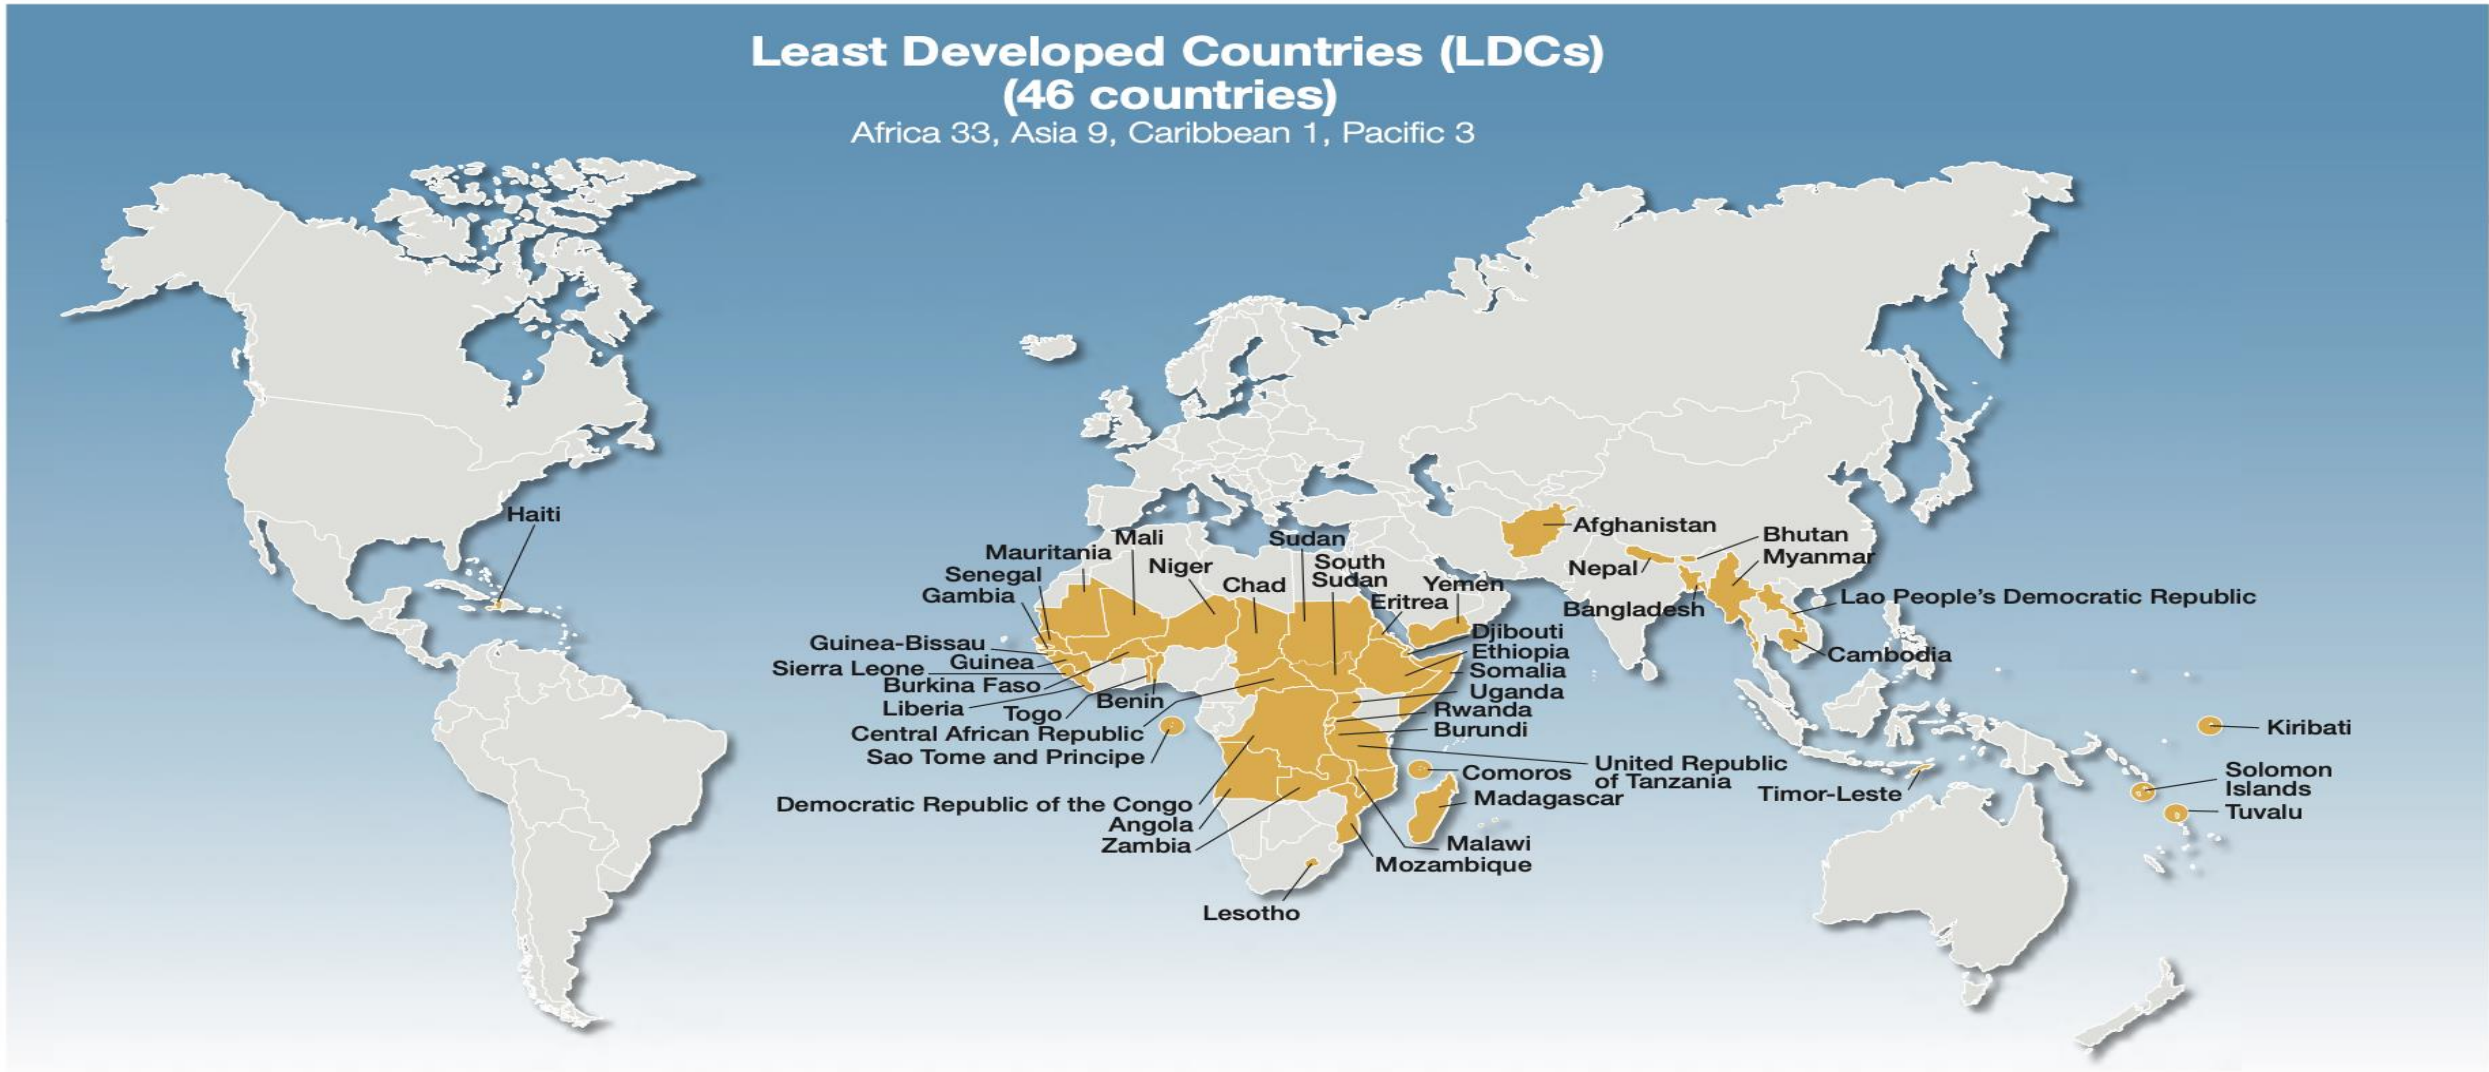 Least Developed Countries (LDCs)
(46 countries)
Africa 33, Asia 9, Caribbean 1, Pacific 3
Haiti
Mali
Mauritania
Niger
Senegal
Gambia
Chad
Sudan
South
Sudan
Eritrea
Yemen
Guinea-Bissau
Guinea
Sierra Leone
Burkina Faso
Liberia
Togo
Benin
Central African Republic
Sao Tome and Principe
Democratic Republic of the Congo
Angola
Zambia
Lesotho
Djibouti
Ethiopia
Somalia
Uganda
Rwanda
Burundi
United Republic
of Tanzania
Comoros
Madagascar
Malawi
Mozambique
Afghanistan
Bhutan
Myanmar
Nepal
Bangladesh
Lao People's Democratic Republic
Cambodia
Timor-Leste
Kiribati
Solomon
Islands
Tuvalu